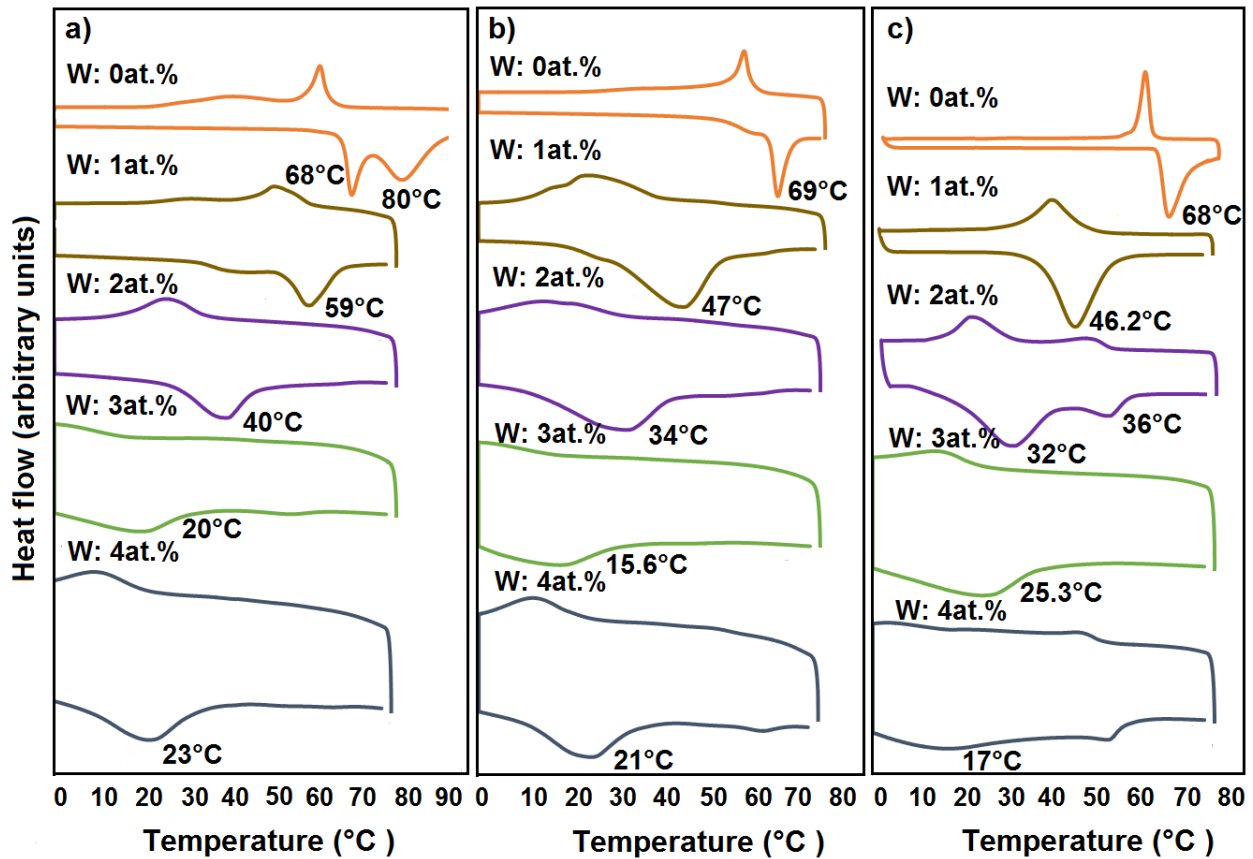 Heat flow (arbitrary units)
a)
W: 0at.%
W: 1at.%
68°C
80°C
W: 2at.%
59°C
W: 3at.%
40°C
20°C
W: 4at.%
23°C
0 10 20 30 40 50 60 70 80 90
Temperature (°C )
b)
W: 0at.%
W: 1at.%
69°C
W: 2at.%
47°C
W: 3at.%
34°C
15.6°C
W: 4at.%
21°C
0 10 20 30 40 50 60 70 80
Temperature (°C )
c)
W: 0at.%
W: 1at.%
68°C
W: 2at.%
46.2°C
36°C
W: 3at.%
32°C
25.3°C
W: 4at.%
17°C
0 10 20 30 40 50 60 70 80
Temperature (°C )